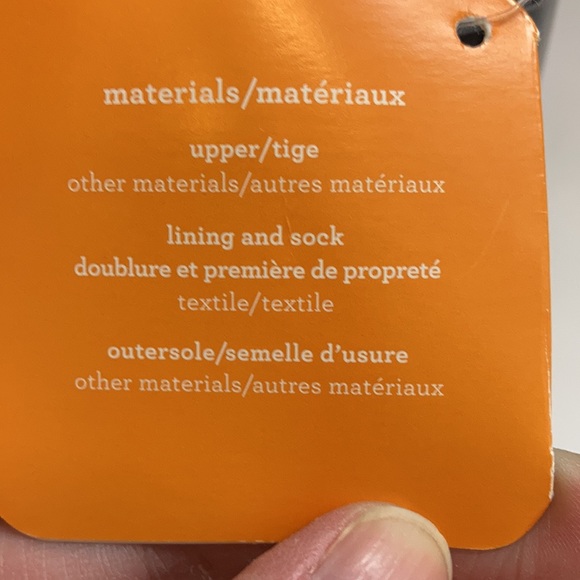 materials/matériaux
upper/tige
other materials/autres matériaux
lining and sock
doublure et première de propreté
textile/textile
outersole/semelle d'usure
other materials/autres matériaux